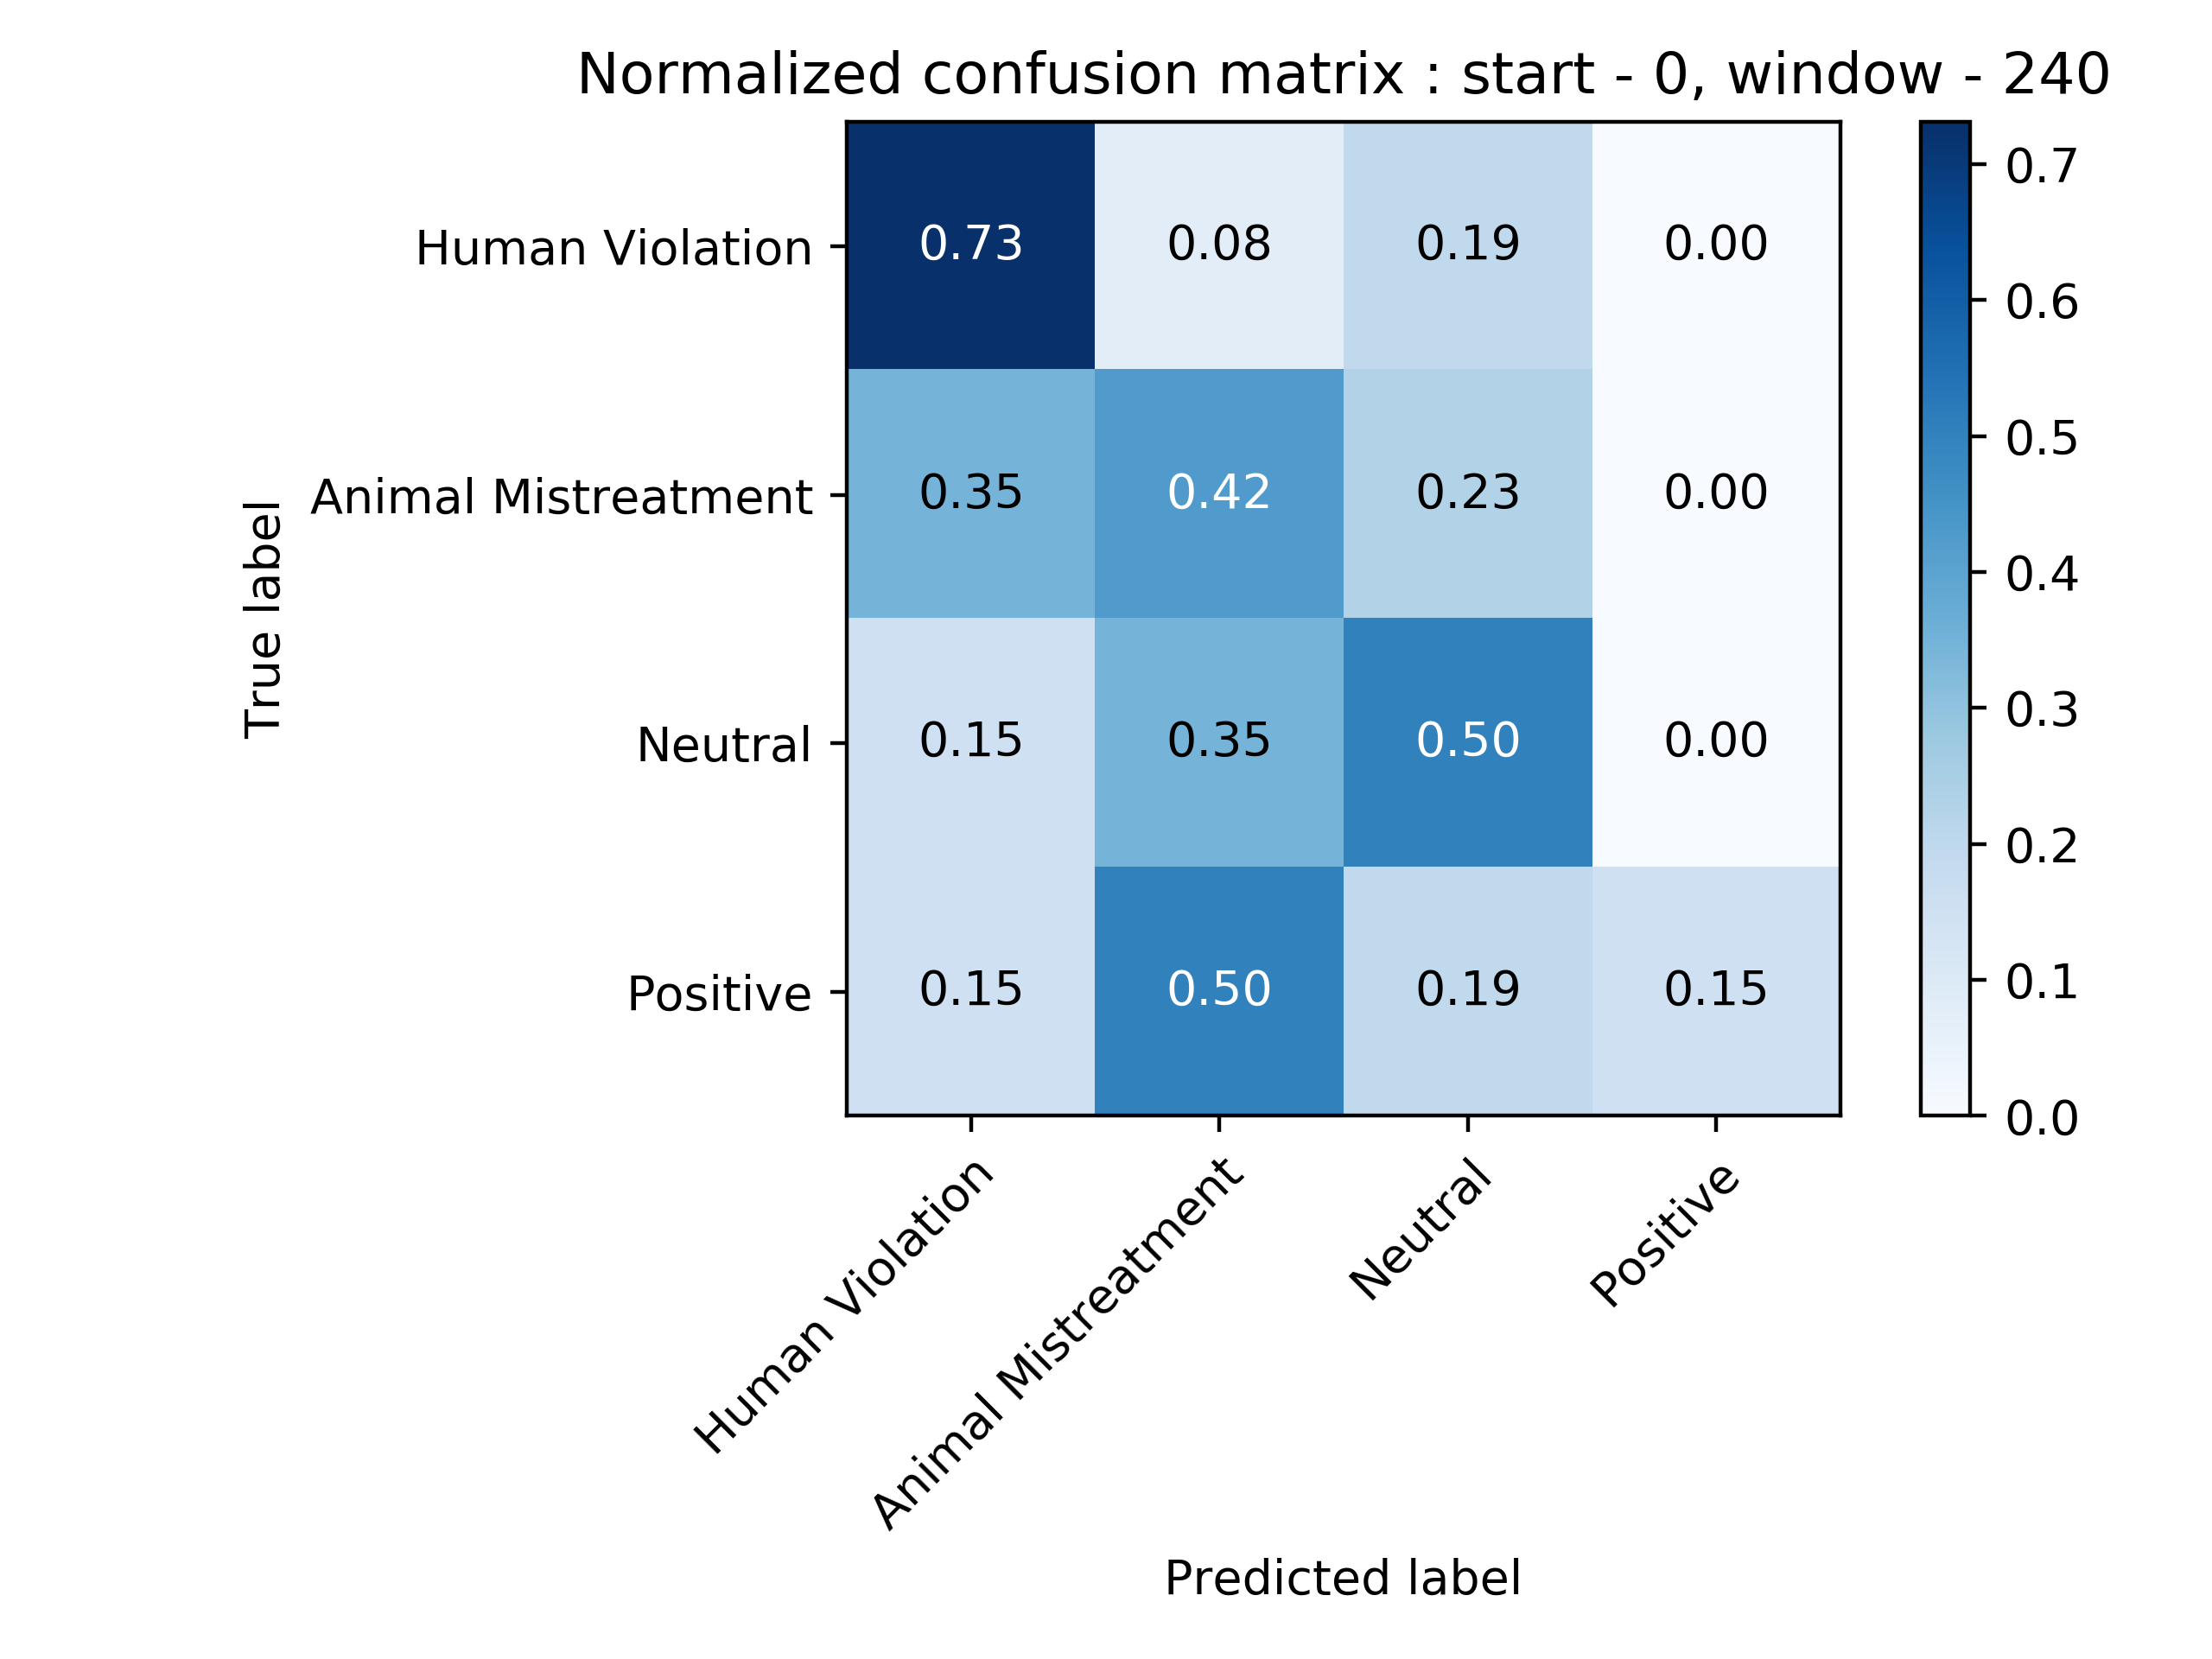 Normalized confusion matrix : start - 0, window - 240
True label
Human Violation
Animal Mistreatment
Neutral
Positive
0.73 0.08 0.19 0.00
0.35 0.42 0.23 0.00
0.15 0.35 0.50 0.00
0.15 0.50 0.19 0.15
Human Violation
Animal Mistreatment
Neutral
Positive
Predicted label
0.7
0.6
0.5
0.4
0.3
0.2
0.1
0.0